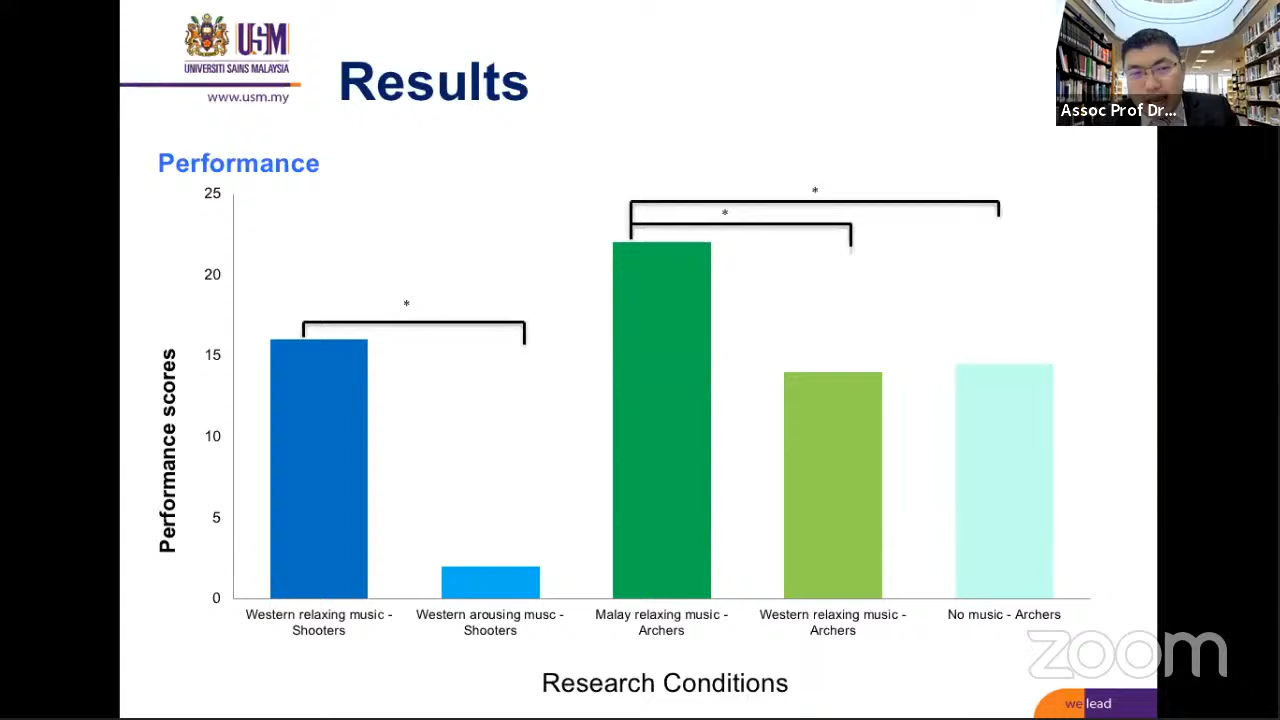 USM
UNIVERSITI SAINS MALAYSIA
www.usm.my
Results
Assoc Prof Dr...
Performance
25
20
15
10
5
0
Performance scores
*
*
*
Western relaxing music -
Shooters
Western arousing musc -
Shooters
Malay relaxing music -
Archers
Western relaxing music -
Archers
No music - Archers
Research Conditions
zoom
we lead